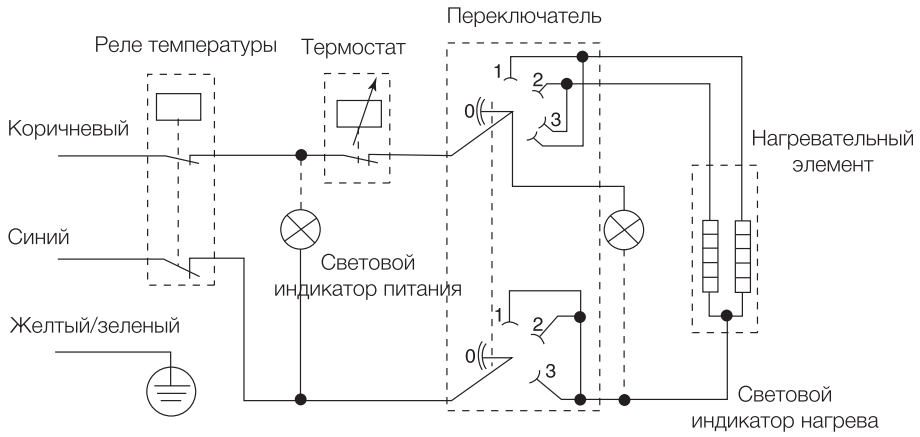 Переключатель
Реле температуры
Термостат
1
2
0
3
Коричневый
Нагревательный
элемент
Синий
Световой
индикатор питания
1
2
0
3
Желтый/зеленый
Световой
индикатор нагрева